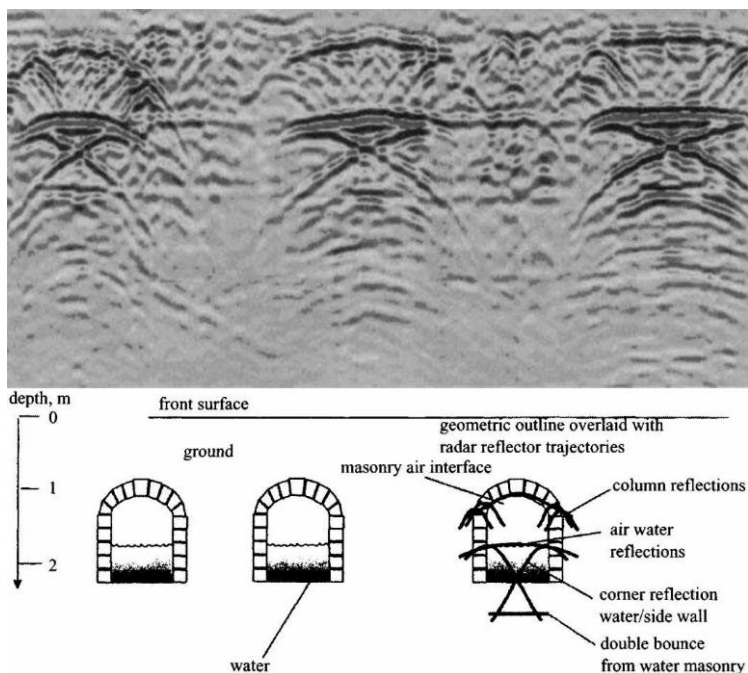 depth, m
0
front surface
ground
geometric outline overlaid with
radar reflector trajectories
masonry air interface
1
column reflections
air water
reflections
2
corner reflection
water/side wall
double bounce
from water masonry
water